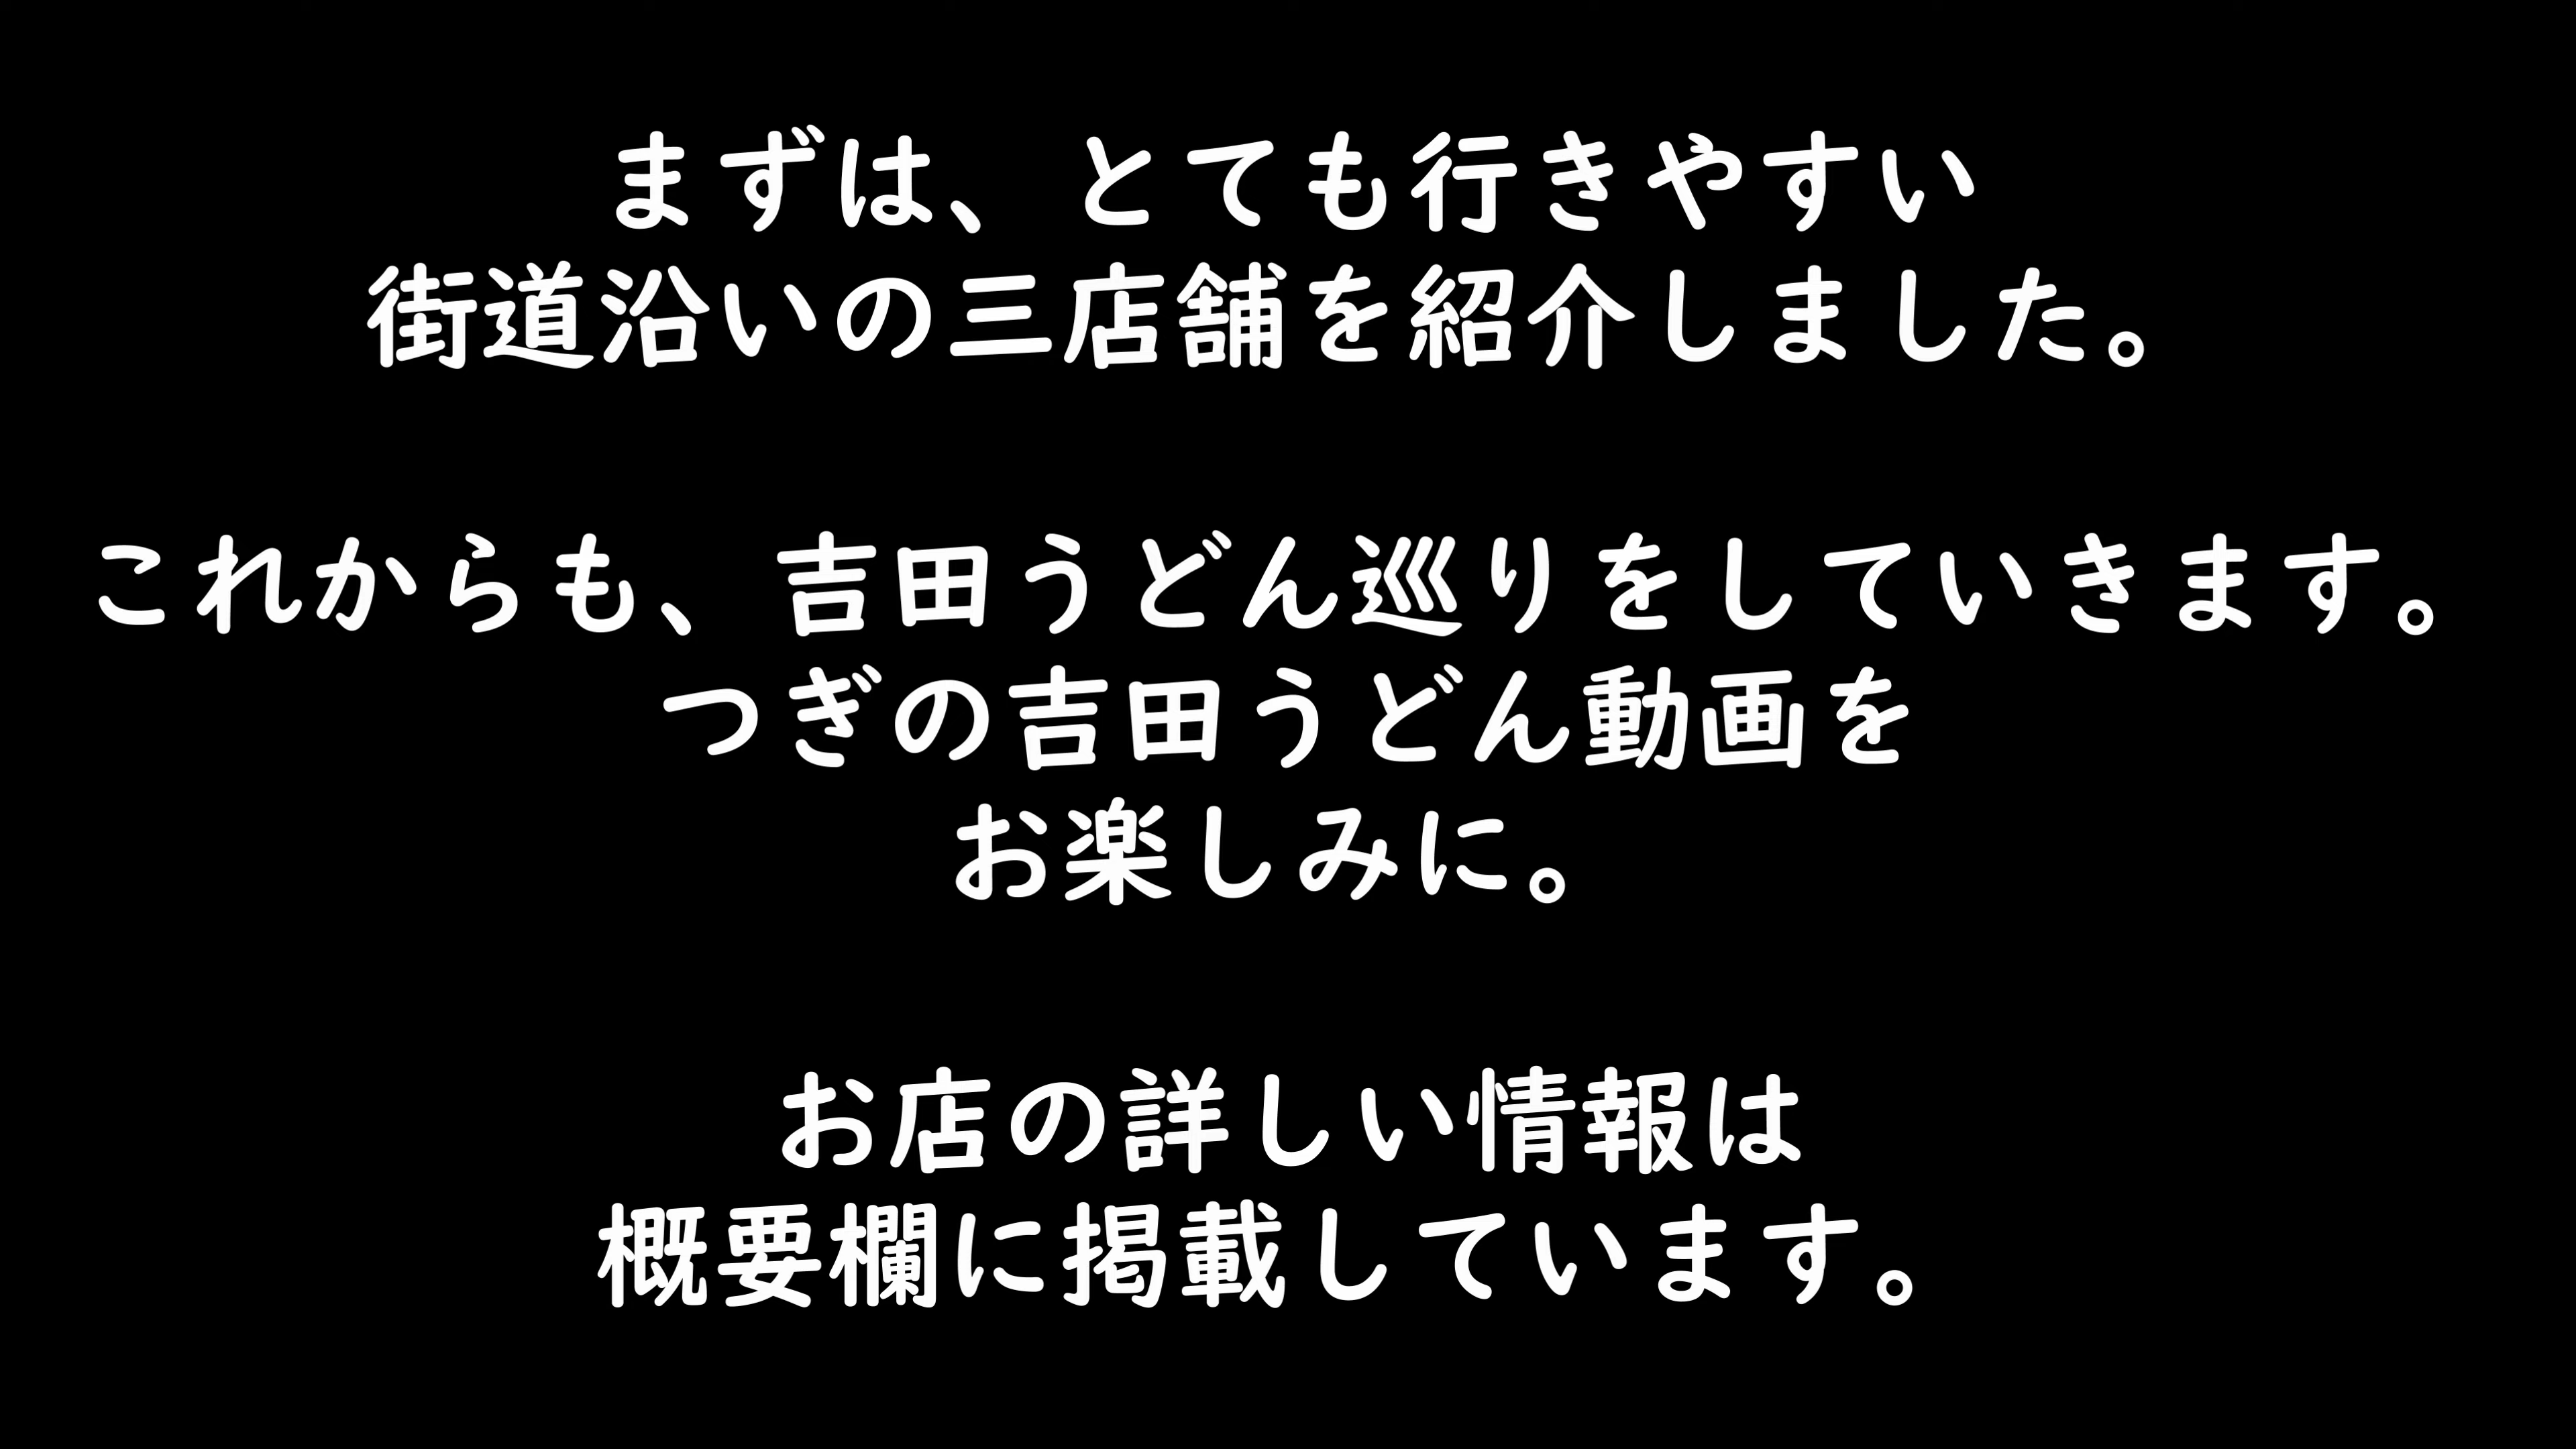 まずは、とても行きやすい
街道沿いの三店舗を紹介しました。
これからも、吉田うどん巡りをしていきます。
つぎの吉田うどん動画を
お楽しみに。
お店の詳しい情報は
概要欄に掲載しています。